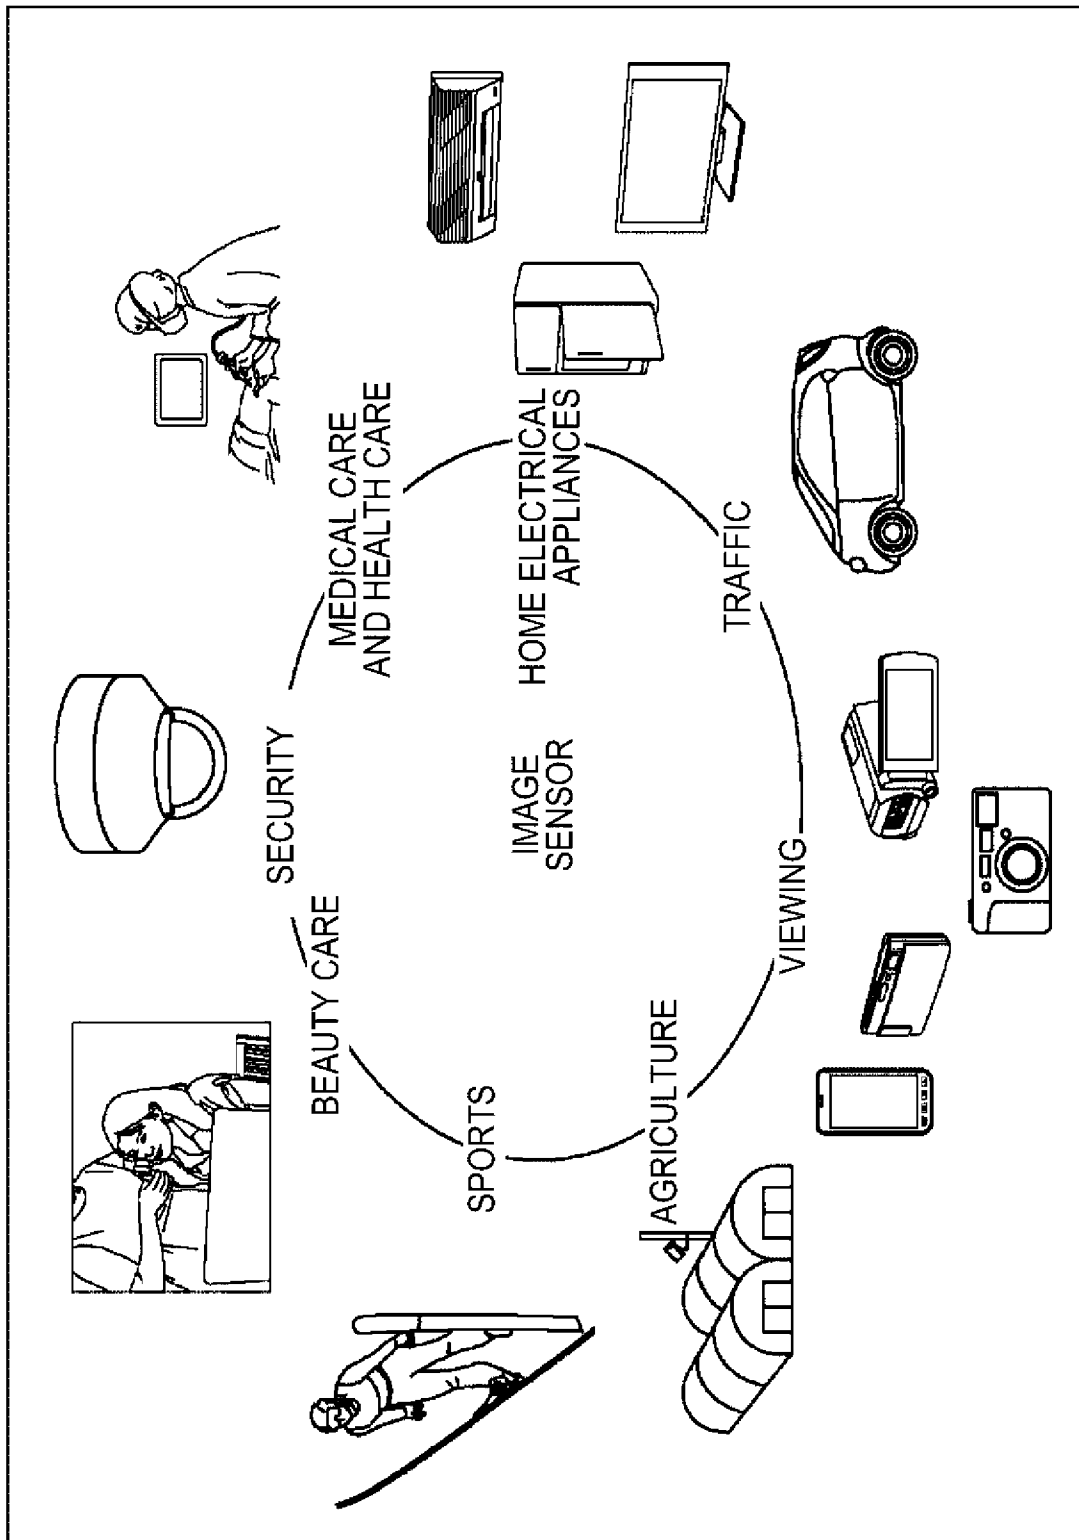 SECURITY
BEAUTY CARE
MEDICAL CARE
AND HEALTH CARE
SPORTS
IMAGE
SENSOR
HOME ELECTRICAL
APPLIANCES
AGRICULTURE
TRAFFIC
VIEWING